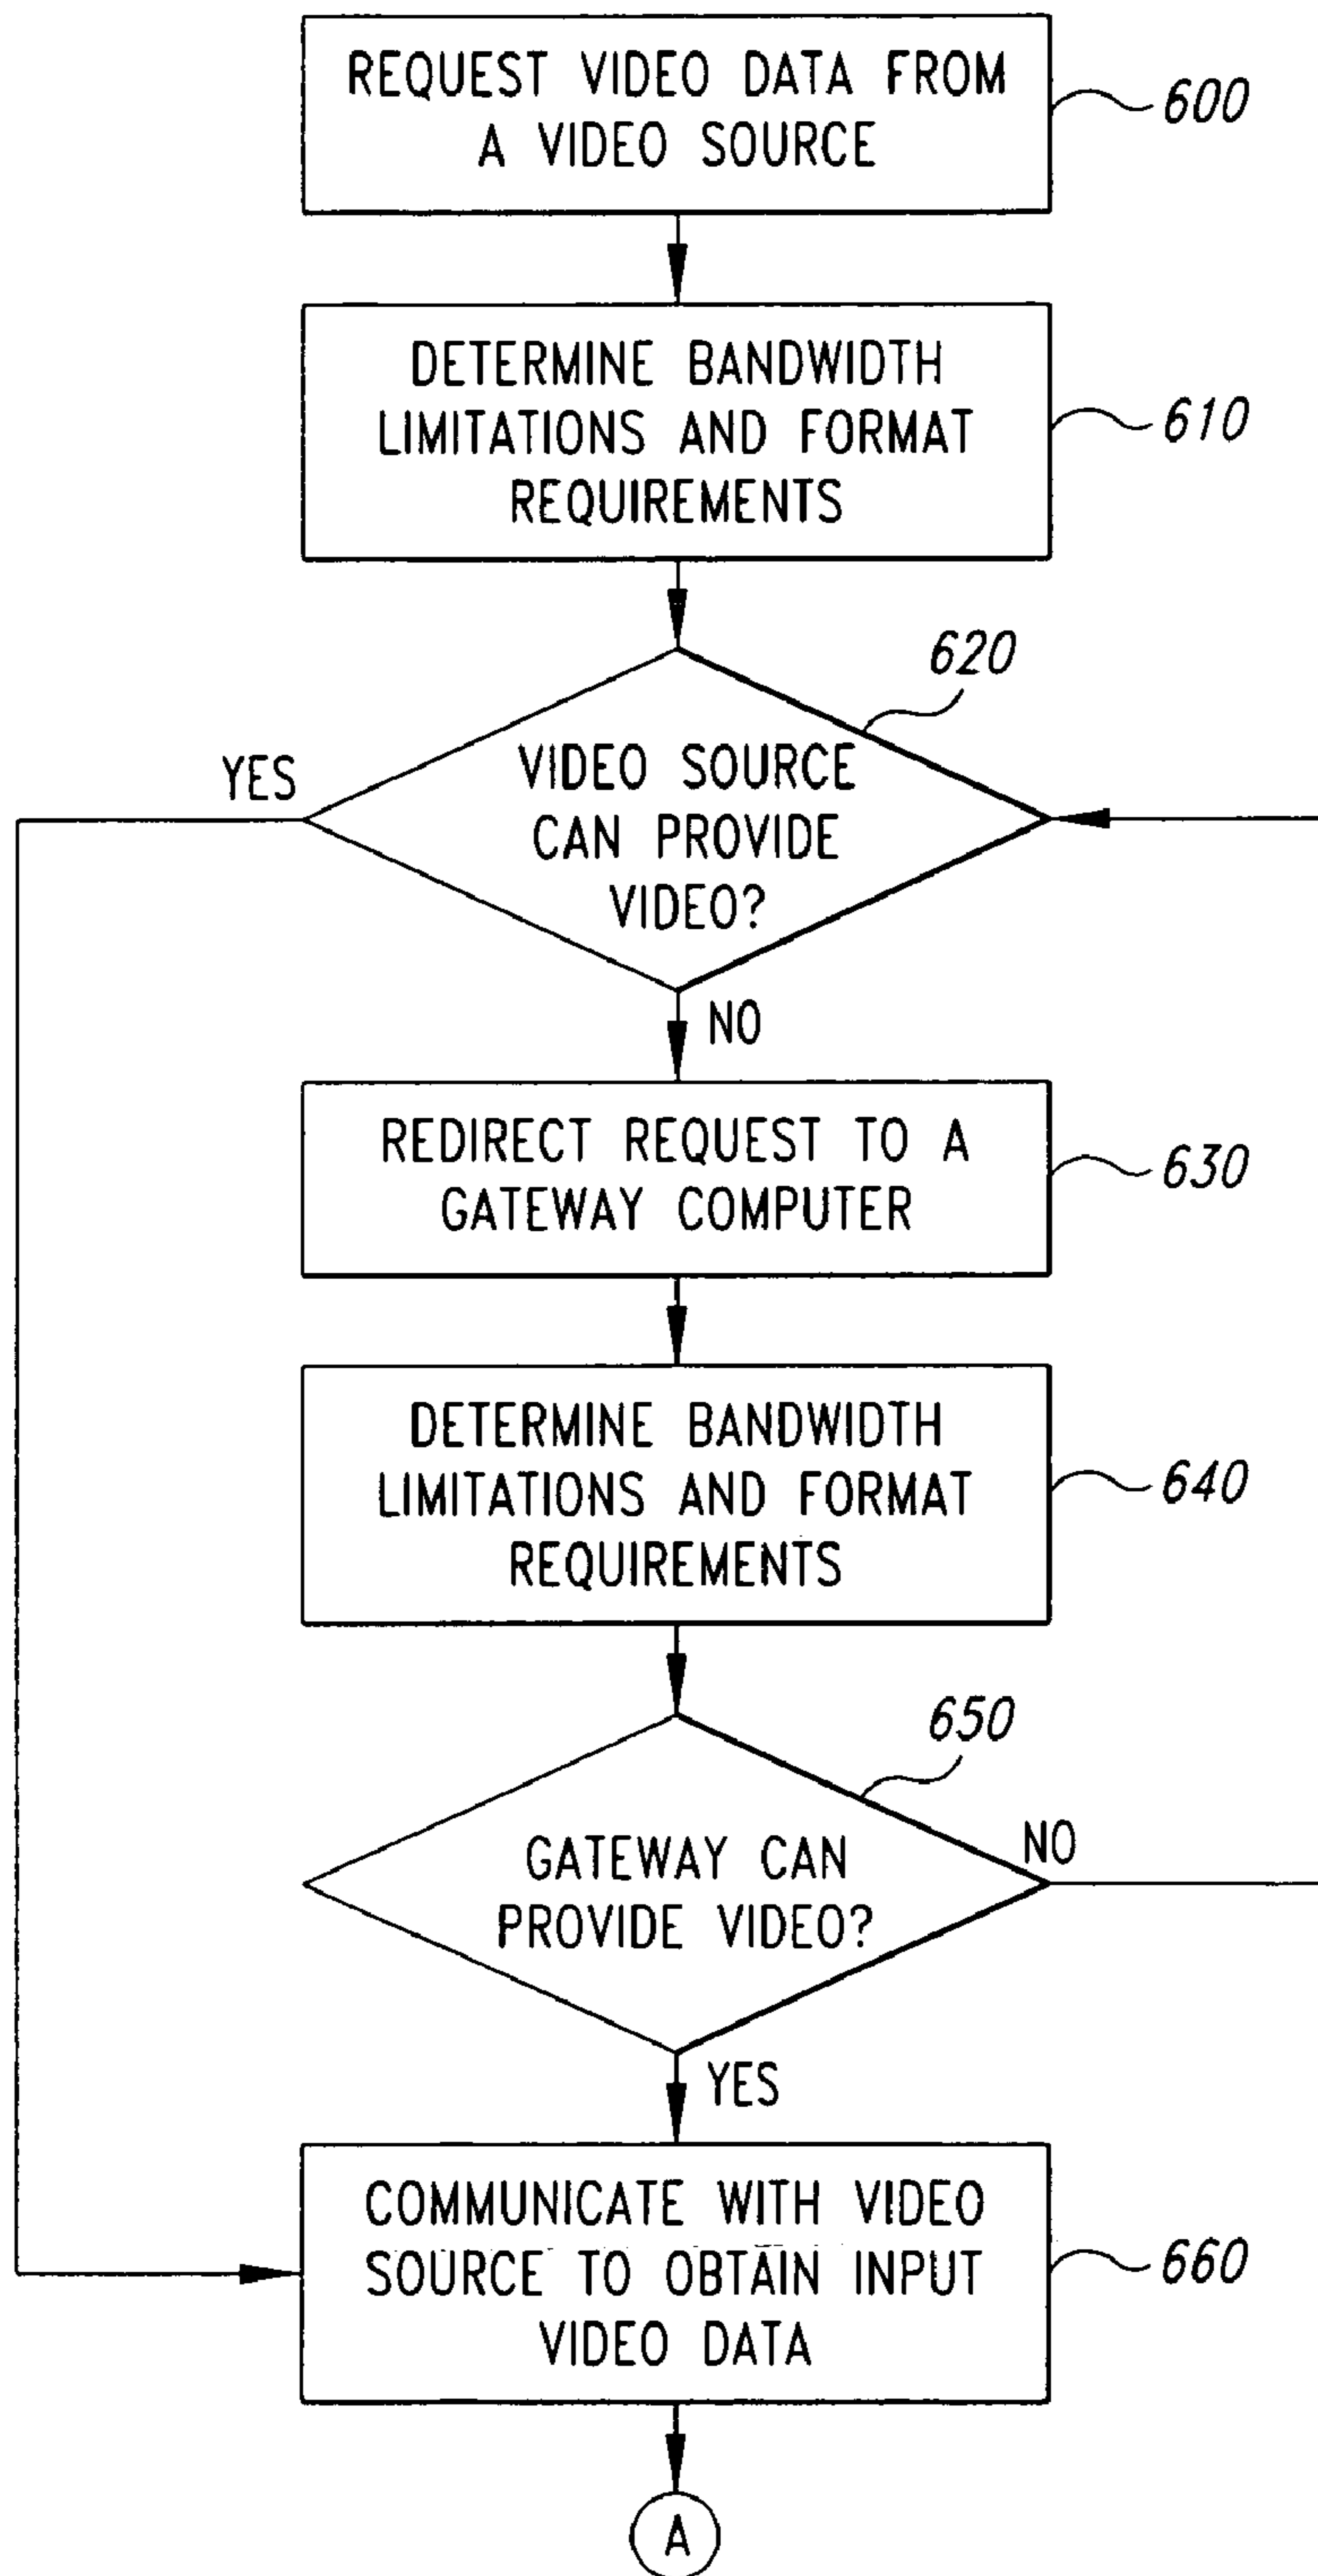 REQUEST VIDEO DATA FROM
A VIDEO SOURCE
600
DETERMINE BANDWIDTH
LIMITATIONS AND FORMAT
REQUIREMENTS
610
620
YES
VIDEO SOURCE
CAN PROVIDE
VIDEO?
NO
REDIRECT REQUEST TO A
GATEWAY COMPUTER
630
DETERMINE BANDWIDTH
LIMITATIONS AND FORMAT
REQUIREMENTS
640
650
NO
GATEWAY CAN
PROVIDE VIDEO?
YES
COMMUNICATE WITH VIDEO
SOURCE TO OBTAIN INPUT
VIDEO DATA
660
A